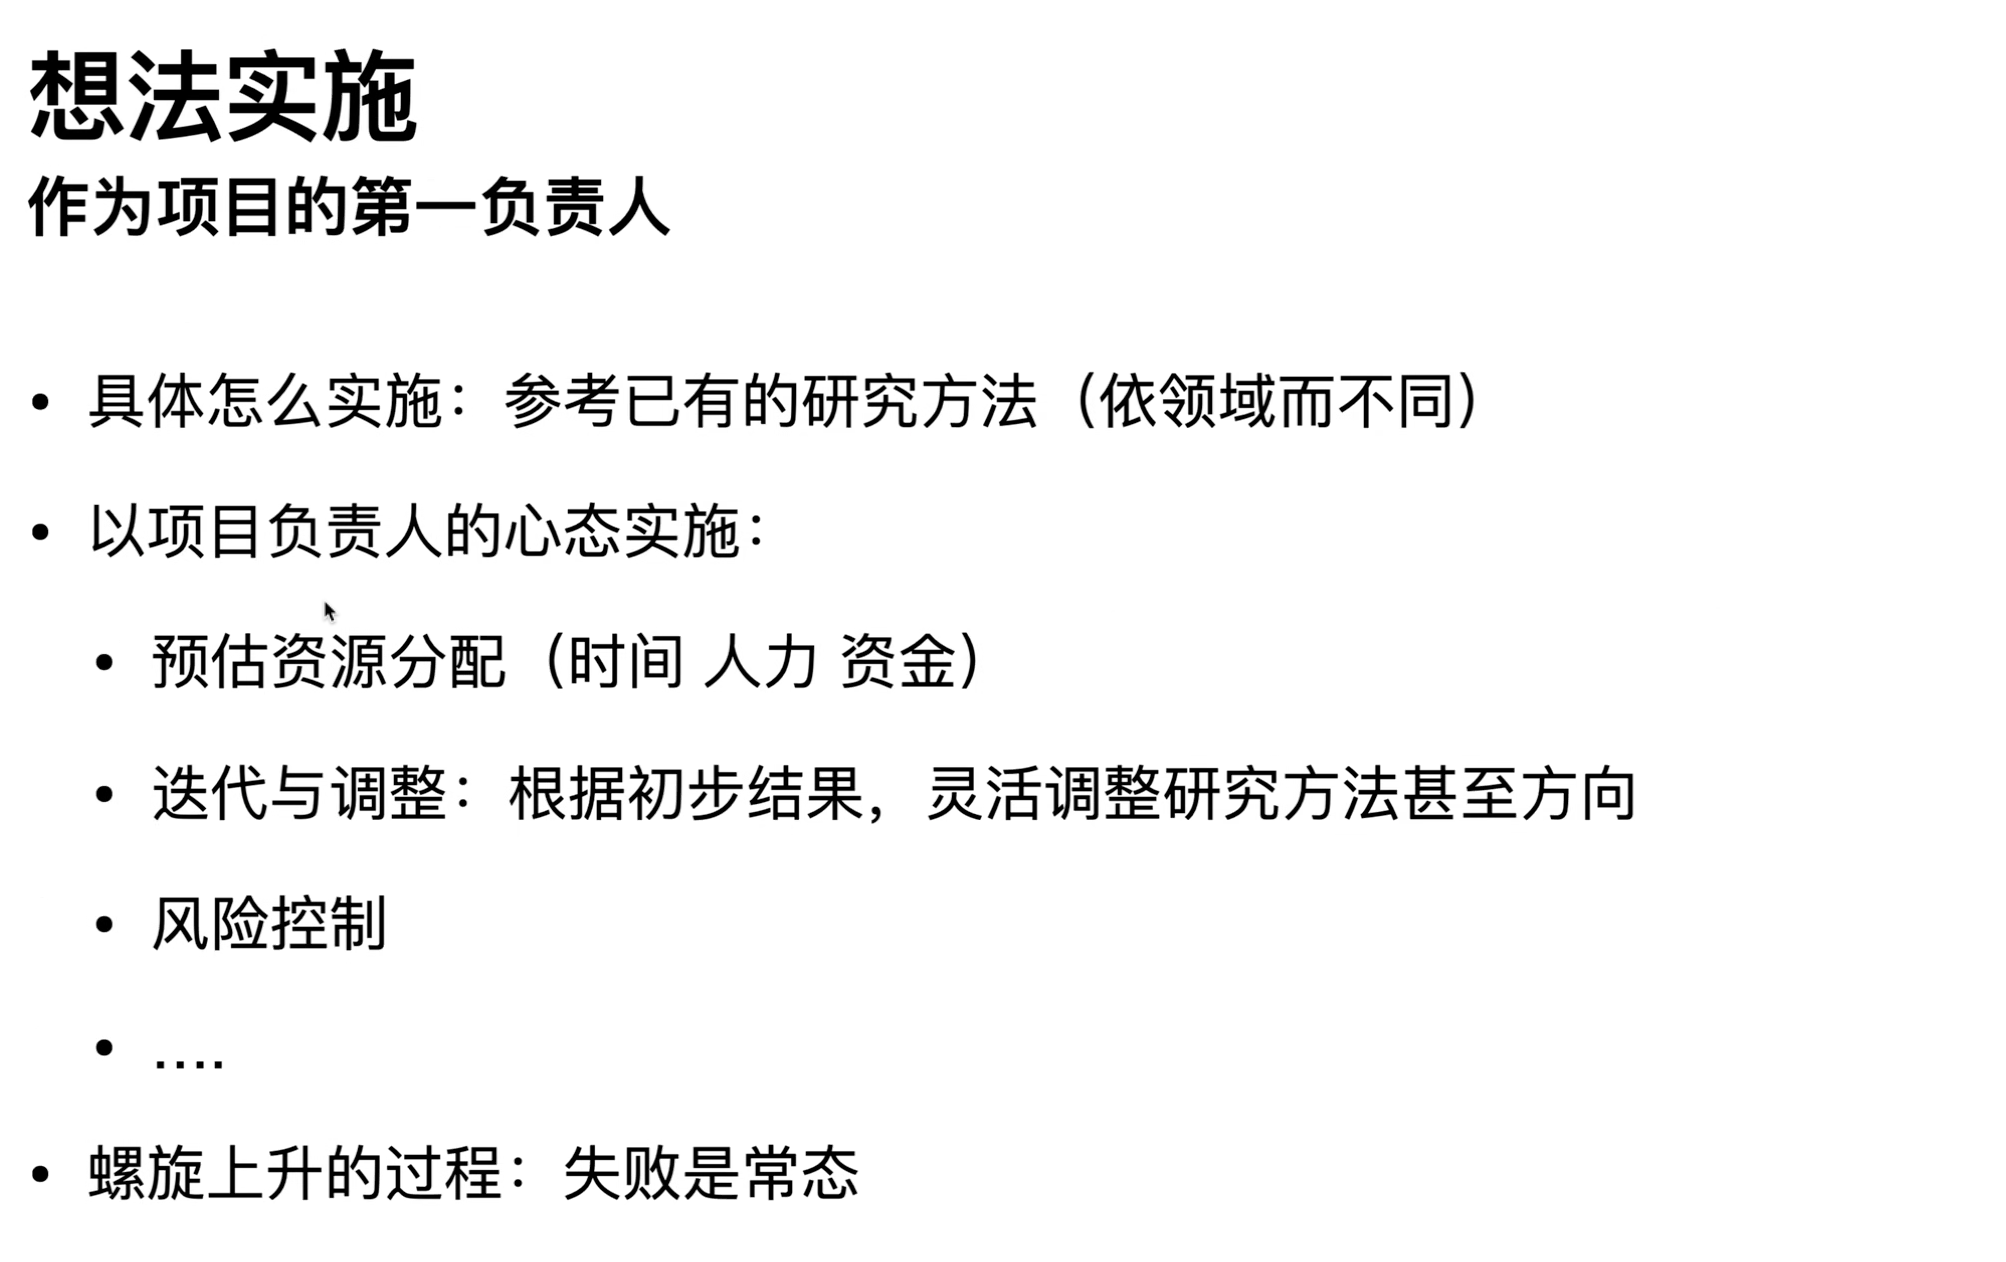 想法实施
作为项目的第一负责人
• 具体怎么实施：参考已有的研究方法（依领域而不同）
• 以项目负责人的心态实施：
• 预估资源分配（时间 人力 资金）
• 迭代与调整：根据初步结果，灵活调整研究方法甚至方向
• 风险控制
• ....
• 螺旋上升的过程：失败是常态